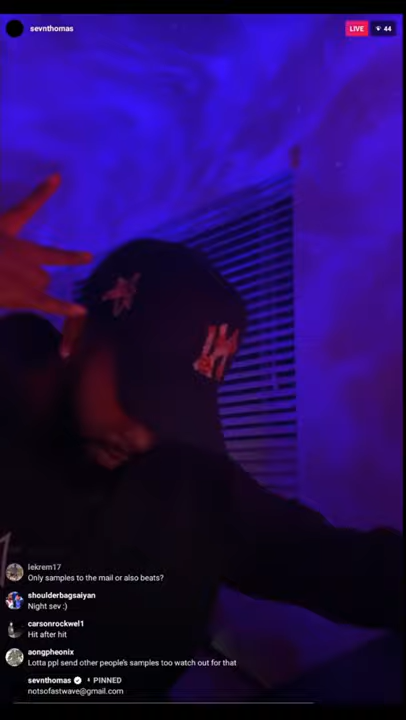 sevnthomas
LIVE
44
lekrem17
Only samples to the mail or also beats?
shoulderbagsaiyan
Night sev :)
carsonrockwel1
Hit after hit
aongpheonix
Lotta ppl send other people's samples too watch out for that
sevnthomas PINNED
notsofastwave@gmail.com